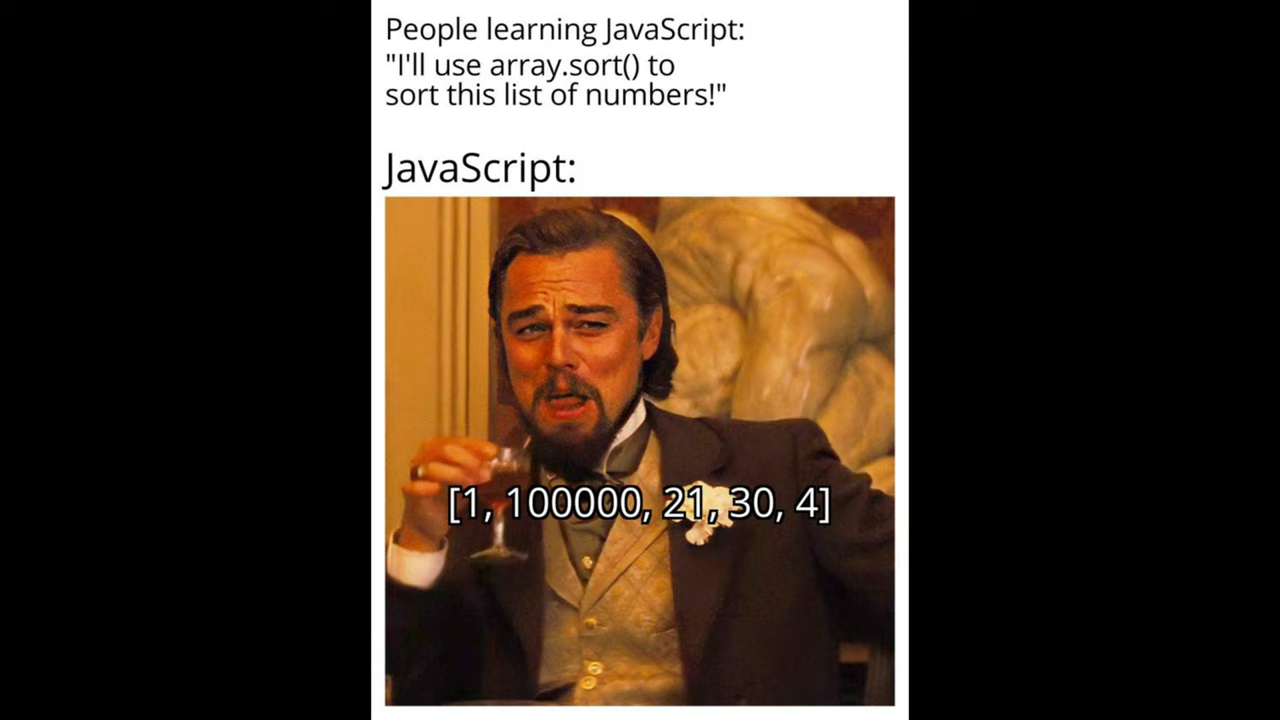 People learning JavaScript:
"I'll use array.sort() to
sort this list of numbers!"
JavaScript:
[1, 100000, 21, 30, 4]